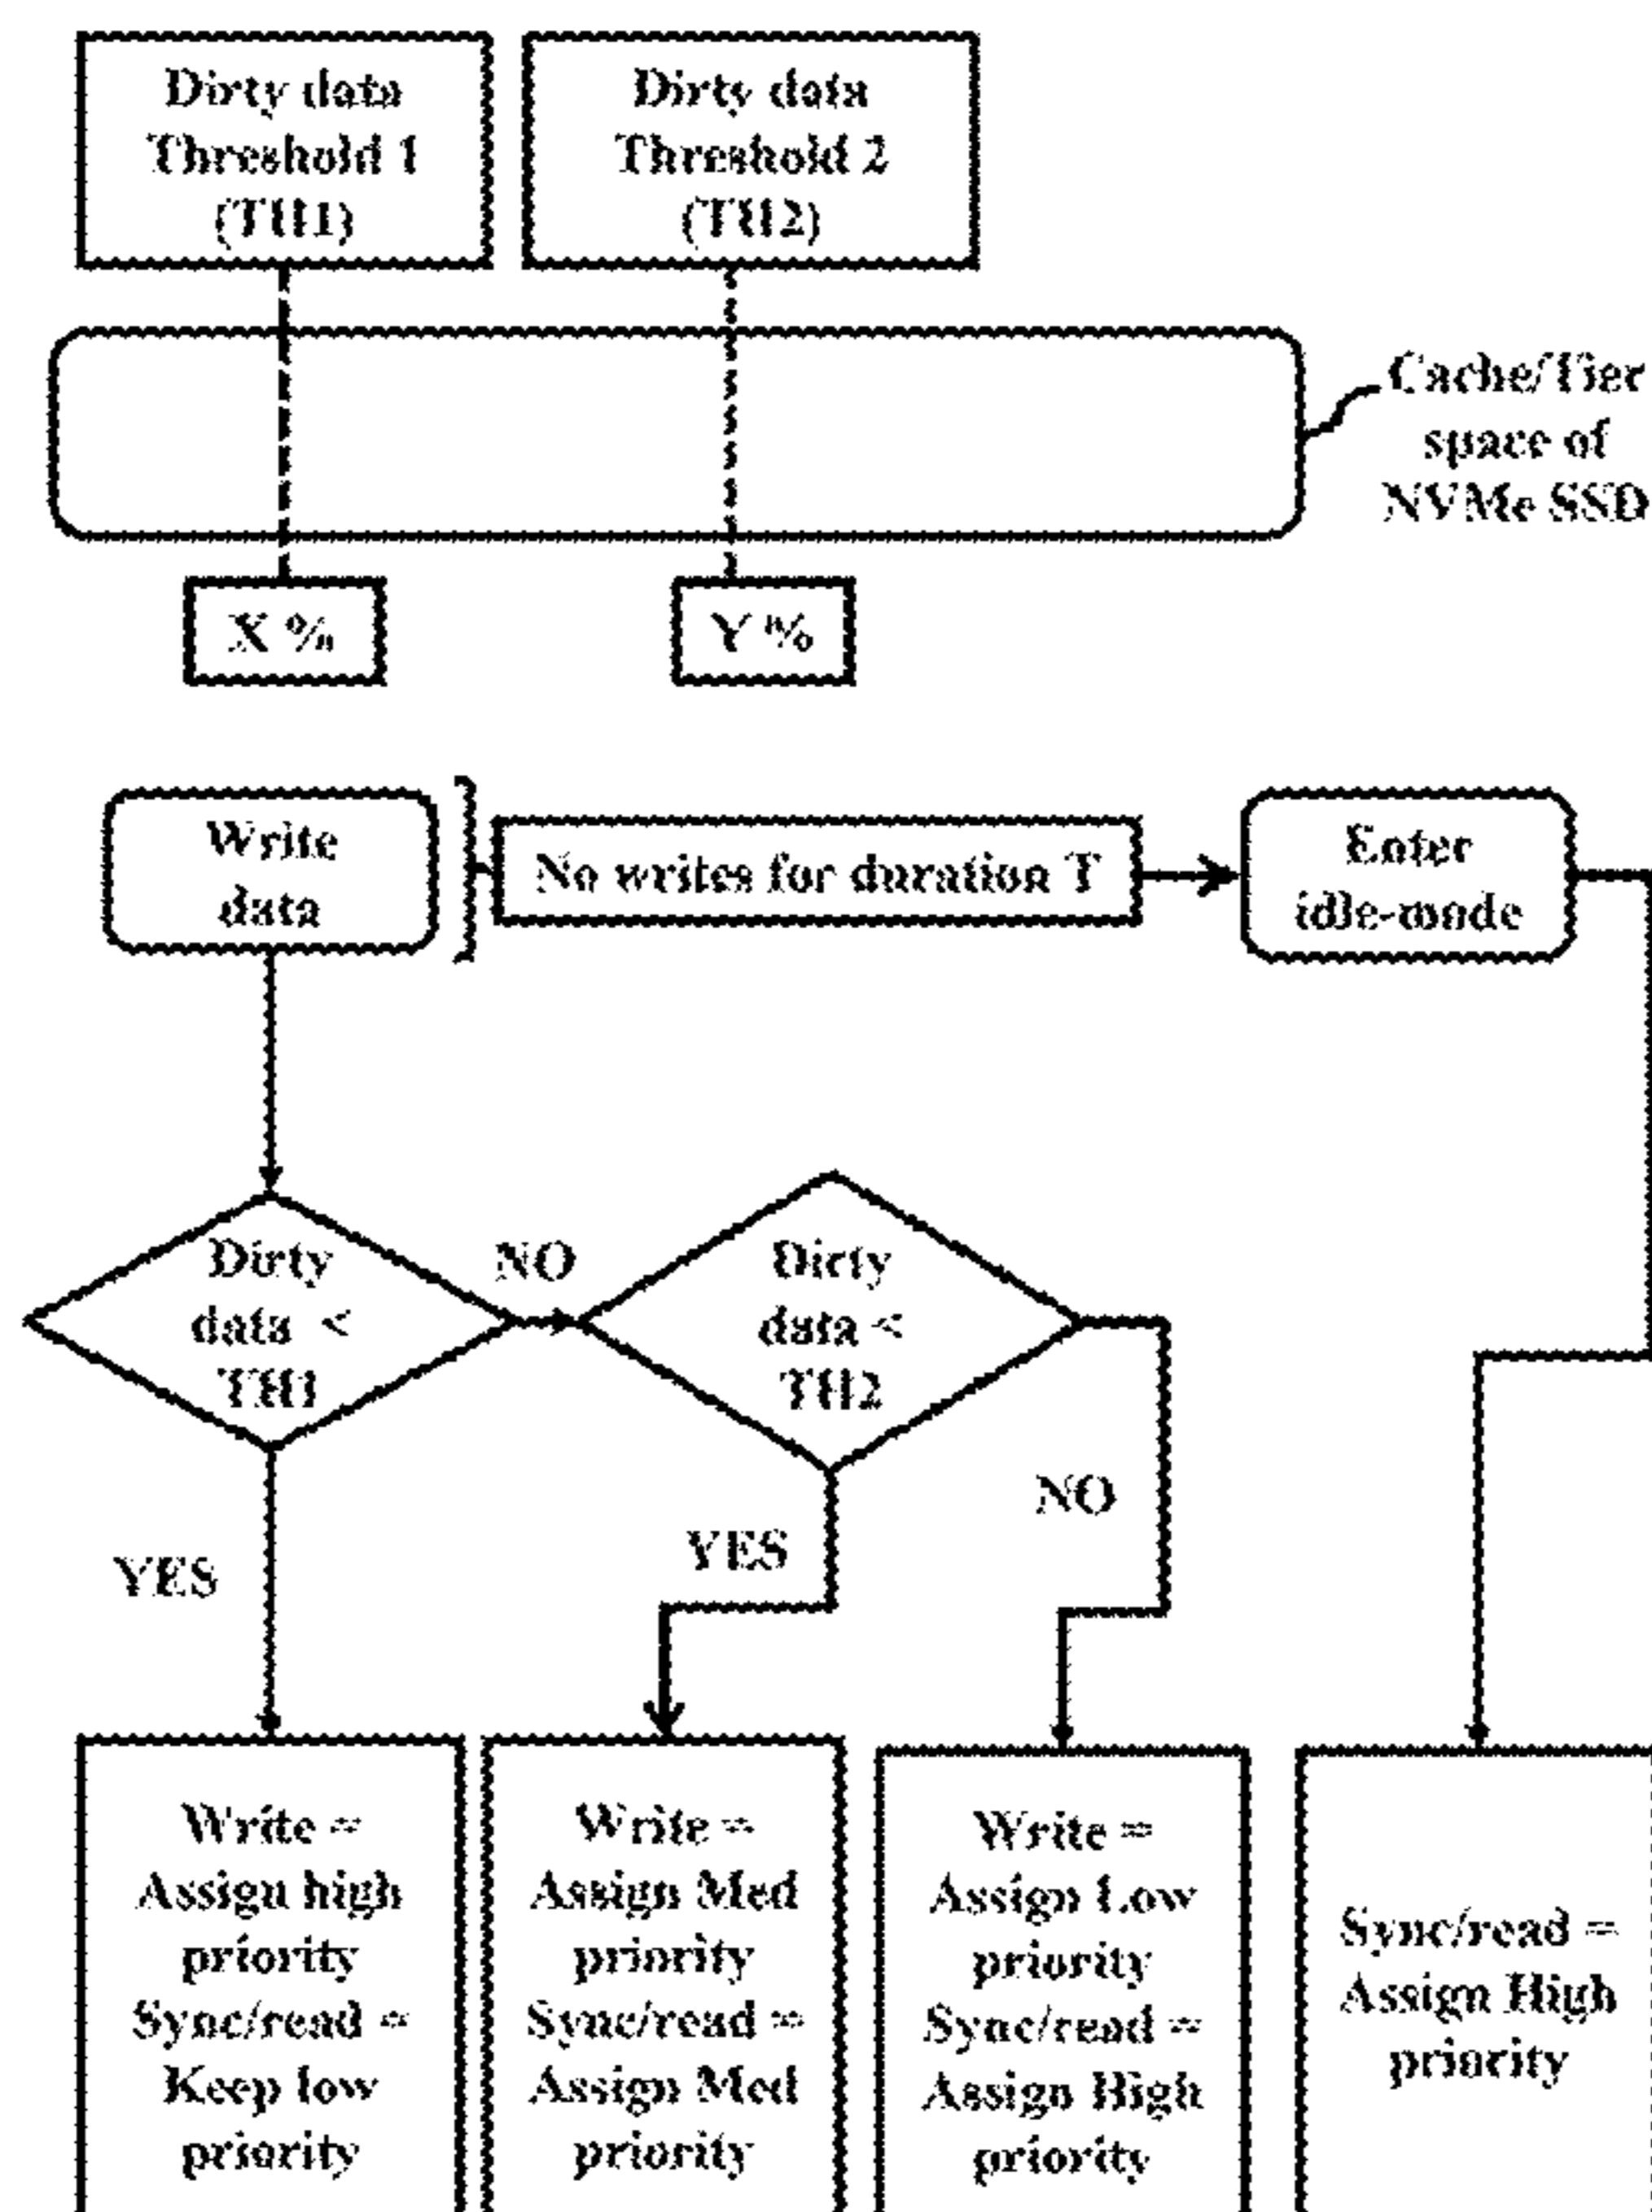 Dirty data
Threshold 1
(TH1)
Dirty data
Threshold 2
(TH2)
Cache/Tier
space of
NVMe SSD
X %
Y %
Write
data
No writes for duration T
Enter
idle-mode
Dirty
data <
TH1
NO
Dirty
data <
TH2
NO
YES
YES
Write =
Assign high
priority
Sync/read =
Keep low
priority
Write =
Assign Med
priority
Sync/read =
Assign Med
priority
Write =
Assign Low
priority
Sync/read =
Assign High
priority
Sync/read =
Assign High
priority